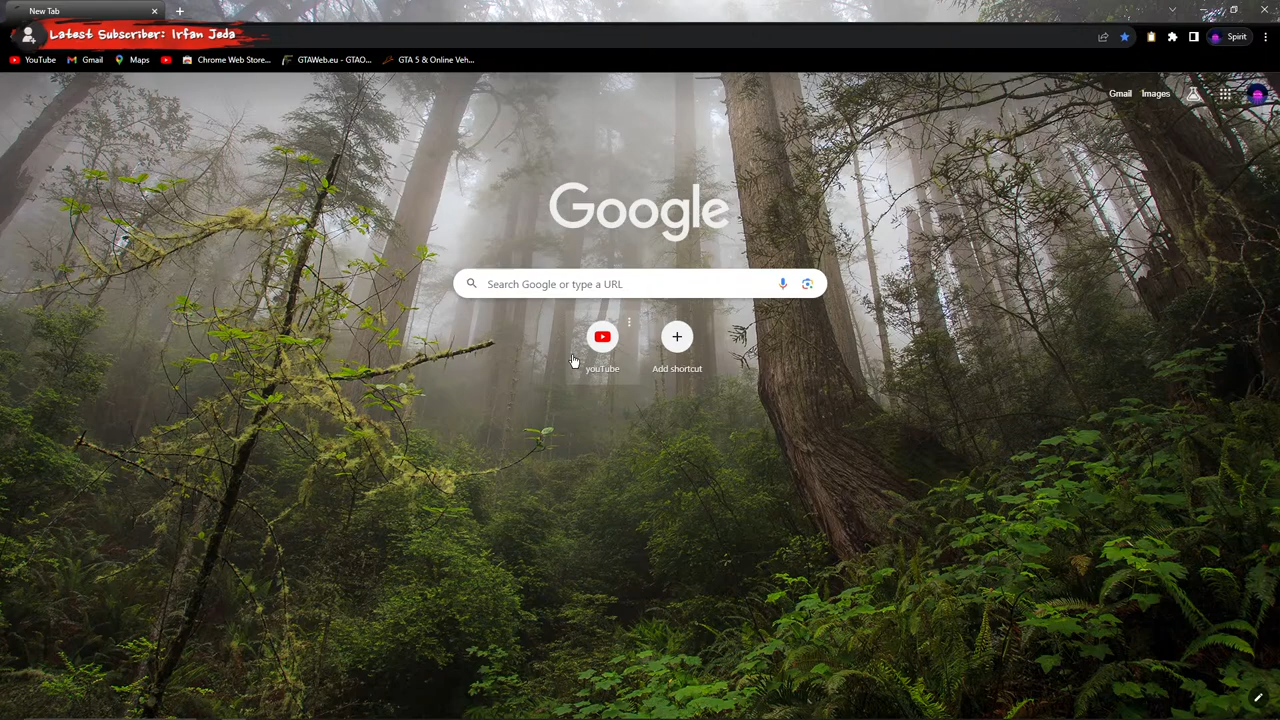 New Tab
Latest Subscriber: Irfan Jeda
Spirit
YouTube Gmail Maps Chrome Web Store... GTAWeb.eu - GTAO... GTA 5 & Online Veh...
Gmail Images
Google
Search Google or type a URL
youTube Add shortcut